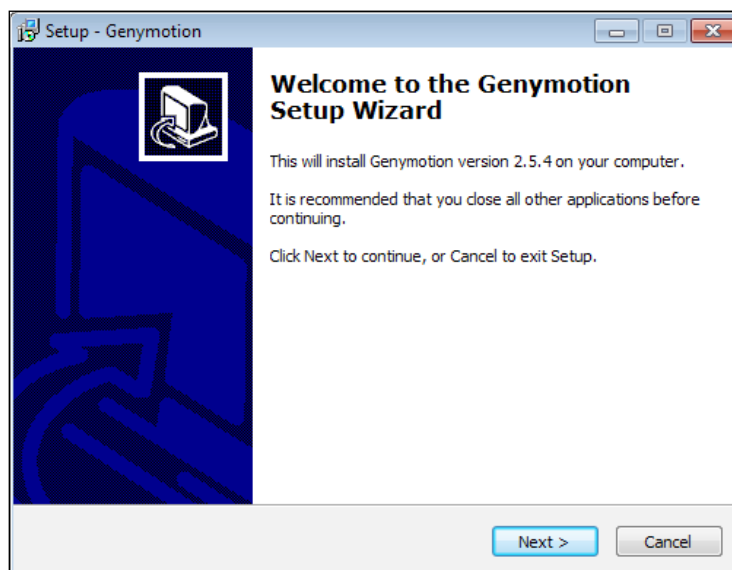 Setup - Genymotion
Welcome to the Genymotion
Setup Wizard
This will install Genymotion version 2.5.4 on your computer.
It is recommended that you close all other applications before
continuing.
Click Next to continue, or Cancel to exit Setup.
Next >
Cancel